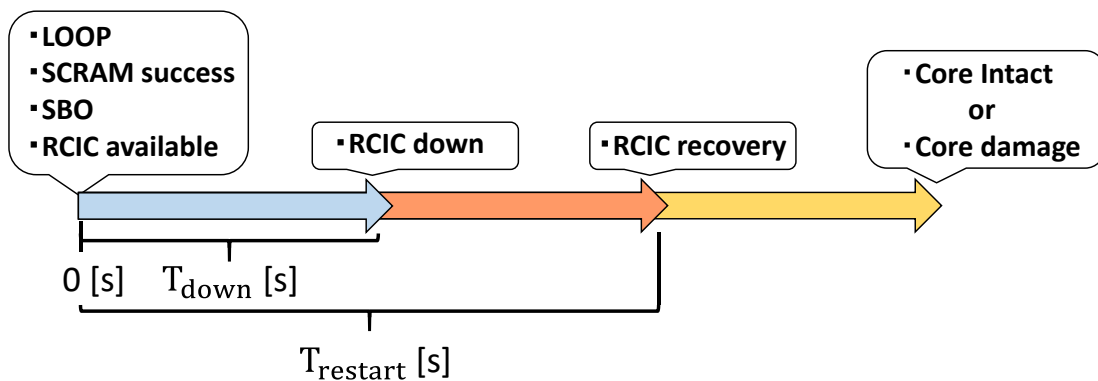 ・LOOP
・SCRAM success
・SBO
・RCIC available
・RCIC down
・RCIC recovery
・Core Intact
or
・Core damage
0 [s]
T_down [s]
T_restart [s]